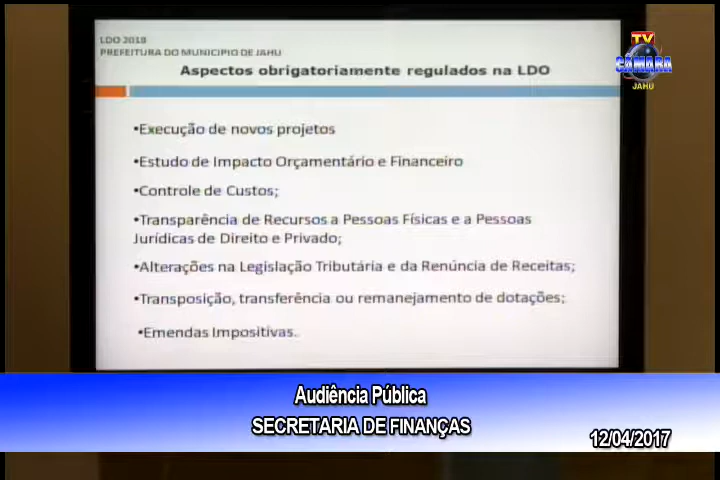 LDO 2018
PREFEITURA DO MUNICIPIO DE JAHU
Aspectos obrigatoriamente regulados na LDO
TV
CÂMARA
JAHU
•Execução de novos projetos
•Estudo de Impacto Orçamentário e Financeiro
•Controle de Custos;
•Transparência de Recursos a Pessoas Físicas e a Pessoas
Jurídicas de Direito e Privado;
•Alterações na Legislação Tributária e da Renúncia de Receitas;
•Transposição, transferência ou remanejamento de dotações;
•Emendas Impositivas.
Audiência Pública
SECRETARIA DE FINANÇAS
12/04/2017